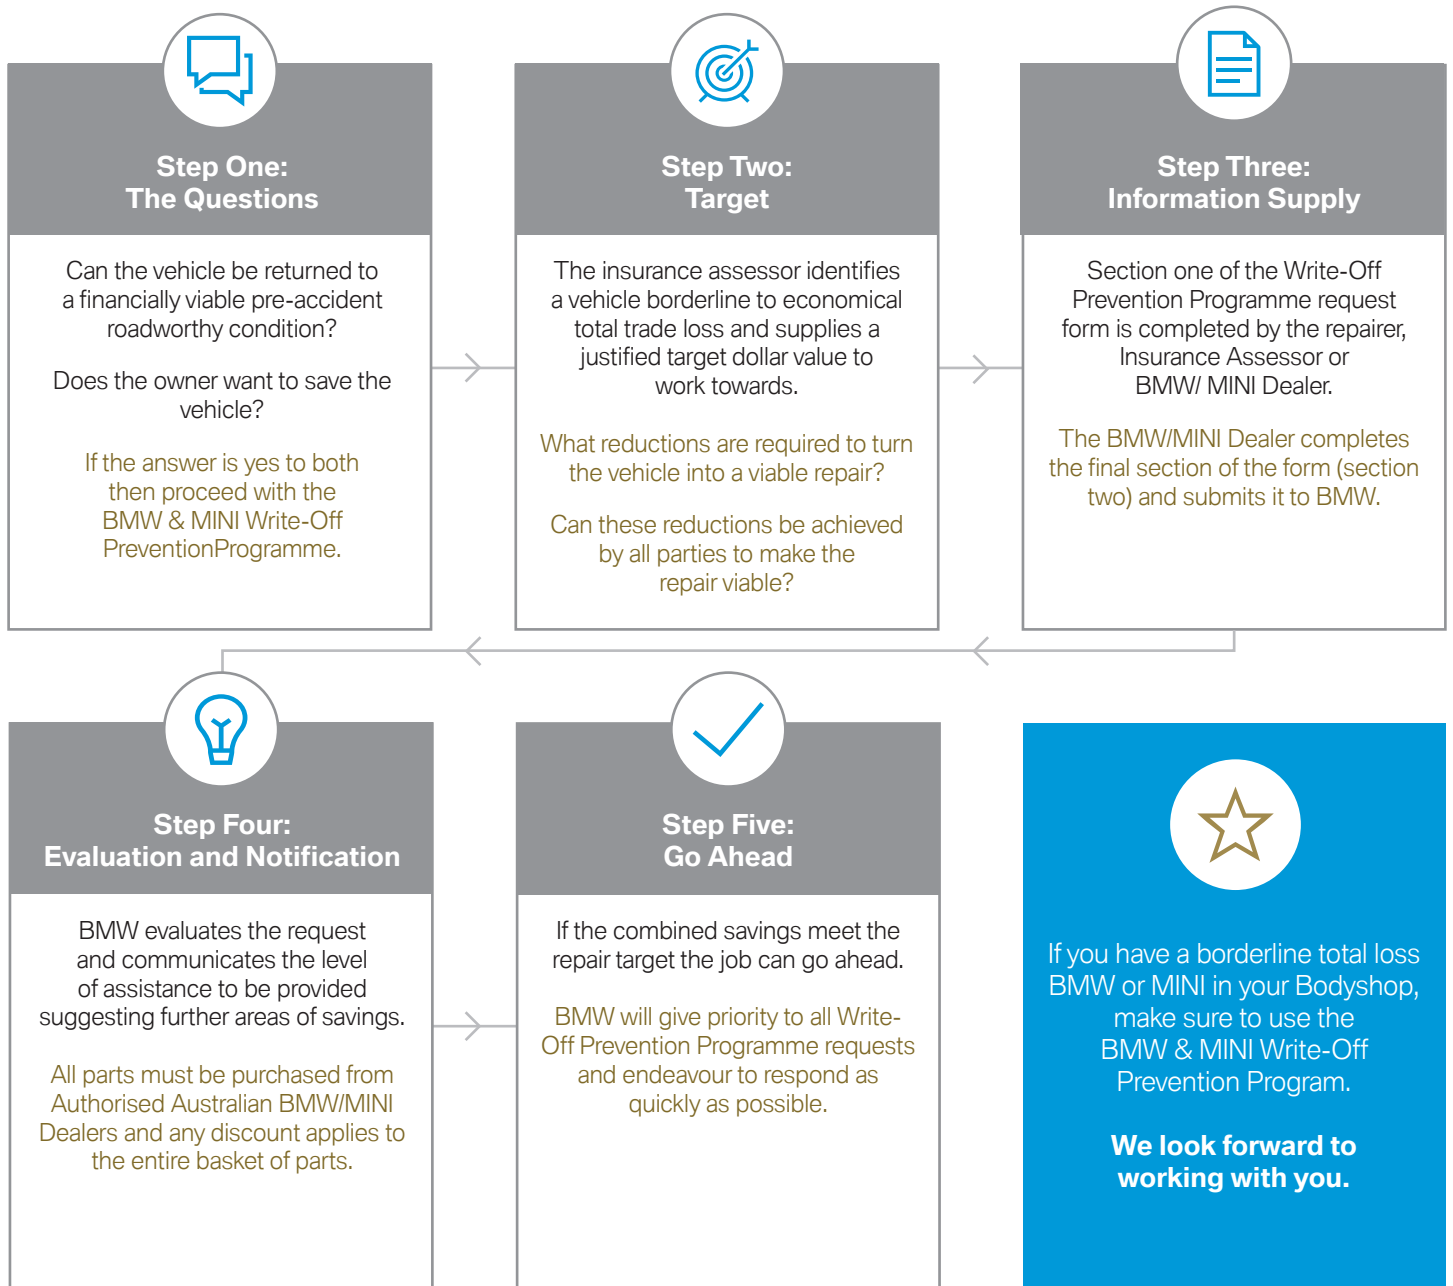 Step One:
The Questions
Can the vehicle be returned to
a financially viable pre-accident
roadworthy condition?
Does the owner want to save the
vehicle?
If the answer is yes to both
then proceed with the
BMW & MINI Write-Off
PreventionProgramme.
Step Two:
Target
The insurance assessor identifies
a vehicle borderline to economical
total trade loss and supplies a
justified target dollar value to
work towards.
What reductions are required to turn
the vehicle into a viable repair?
Can these reductions be achieved
by all parties to make the
repair viable?
Step Three:
Information Supply
Section one of the Write-Off
Prevention Programme request
form is completed by the repairer,
Insurance Assessor or
BMW/ MINI Dealer.
The BMW/MINI Dealer completes
the final section of the form (section
two) and submits it to BMW.
Step Four:
Evaluation and Notification
BMW evaluates the request
and communicates the level
of assistance to be provided
suggesting further areas of savings.
All parts must be purchased from
Authorised Australian BMW/MINI
Dealers and any discount applies to
the entire basket of parts.
Step Five:
Go Ahead
If the combined savings meet the
repair target the job can go ahead.
BMW will give priority to all Write-
Off Prevention Programme requests
and endeavour to respond as
quickly as possible.
If you have a borderline total loss
BMW or MINI in your Bodyshop,
make sure to use the
BMW & MINI Write-Off
Prevention Program.
We look forward to
working with you.